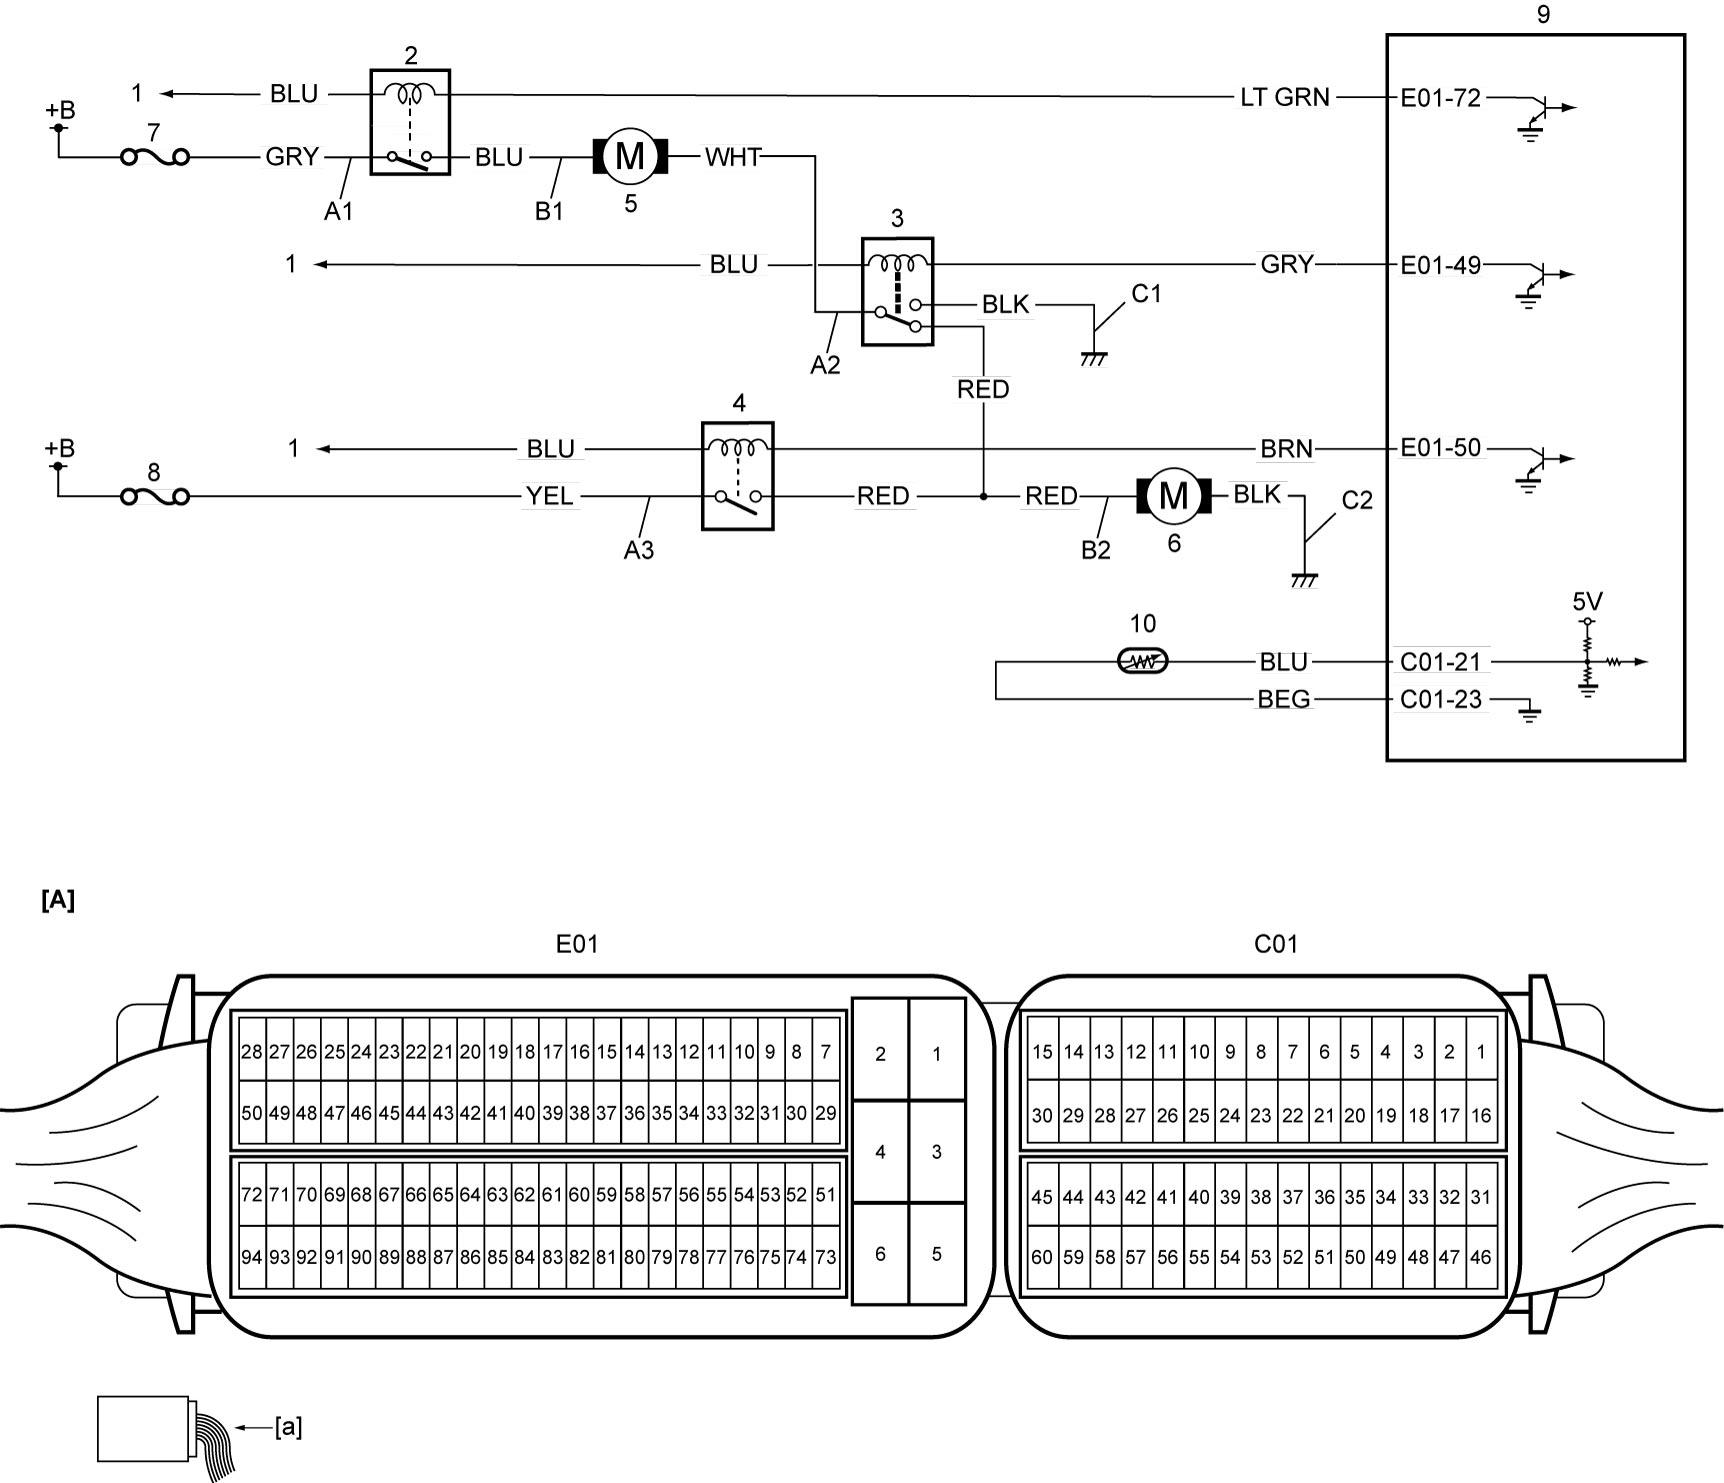 9
2
1 BLU LT GRN E01-72
+B
7
GRY BLU M WHT
A1 B1 5
3
1 BLU GRY E01-49
BLK C1
A2
RED
4
+B 1 BLU BRN E01-50
8
YEL RED RED M BLK C2
A3 B2 6
5V
10
BLU C01-21
BEG C01-23
[A]
E01 C01
28 27 26 25 24 23 22 21 20 19 18 17 16 15 14 13 12 11 10 9 8 7 2 1 15 14 13 12 11 10 9 8 7 6 5 4 3 2 1
50 49 48 47 46 45 44 43 42 41 40 39 38 37 36 35 34 33 32 31 30 29 30 29 28 27 26 25 24 23 22 21 20 19 18 17 16
4 3
72 71 70 69 68 67 66 65 64 63 62 61 60 59 58 57 56 55 54 53 52 51 45 44 43 42 41 40 39 38 37 36 35 34 33 32 31
94 93 92 91 90 89 88 87 86 85 84 83 82 81 80 79 78 77 76 75 74 73 6 5 60 59 58 57 56 55 54 53 52 51 50 49 48 47 46
[a]